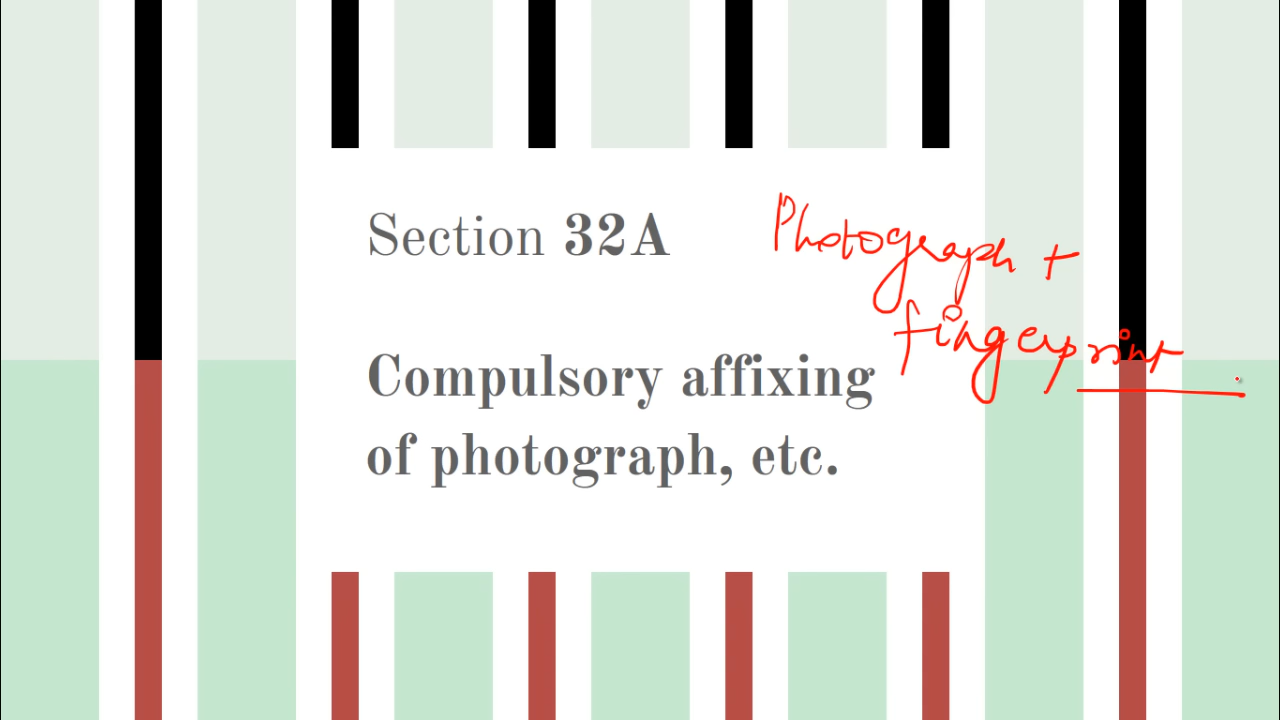 Section 32A
Photograph +
fingerprint
Compulsory affixing
of photograph, etc.